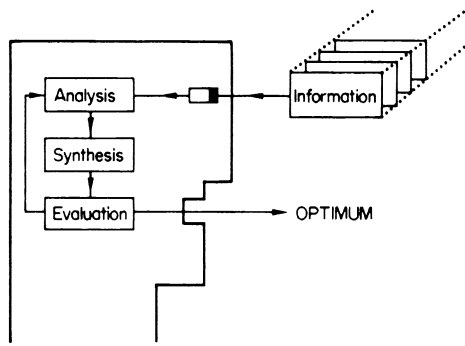 Analysis
Information
Synthesis
Evaluation
OPTIMUM